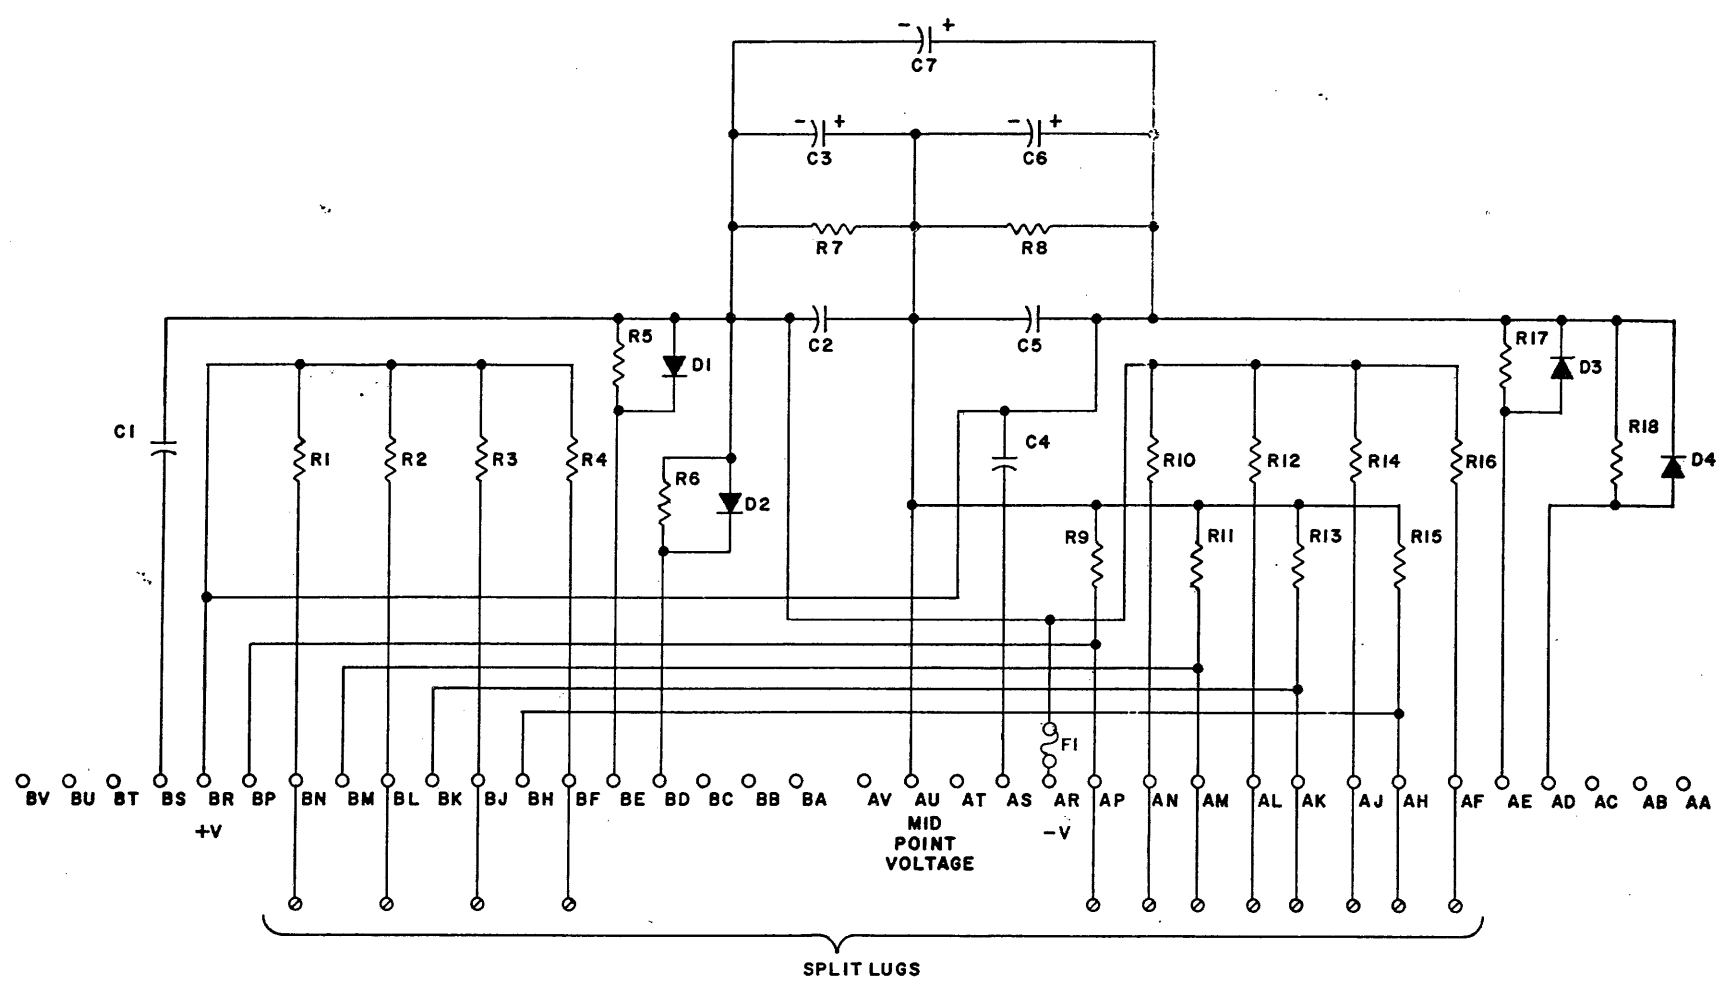 - +
C7
- + - +
C3 C6
R7 R8
R5 C2 C5 R17
D1 D3
C1 R1 R2 R3 R4 C4 R10 R12 R14 R16 R18 D4
R6 D2
R9 R11 R13 R15
F1
BV BU BT BS BR BP BN BM BL BK BJ BH BF BE BD BC BB BA AV AU AT AS AR AP AN AM AL AK AJ AH AF AE AD AC AB AA
+V MID -V
POINT
VOLTAGE
SPLIT LUGS